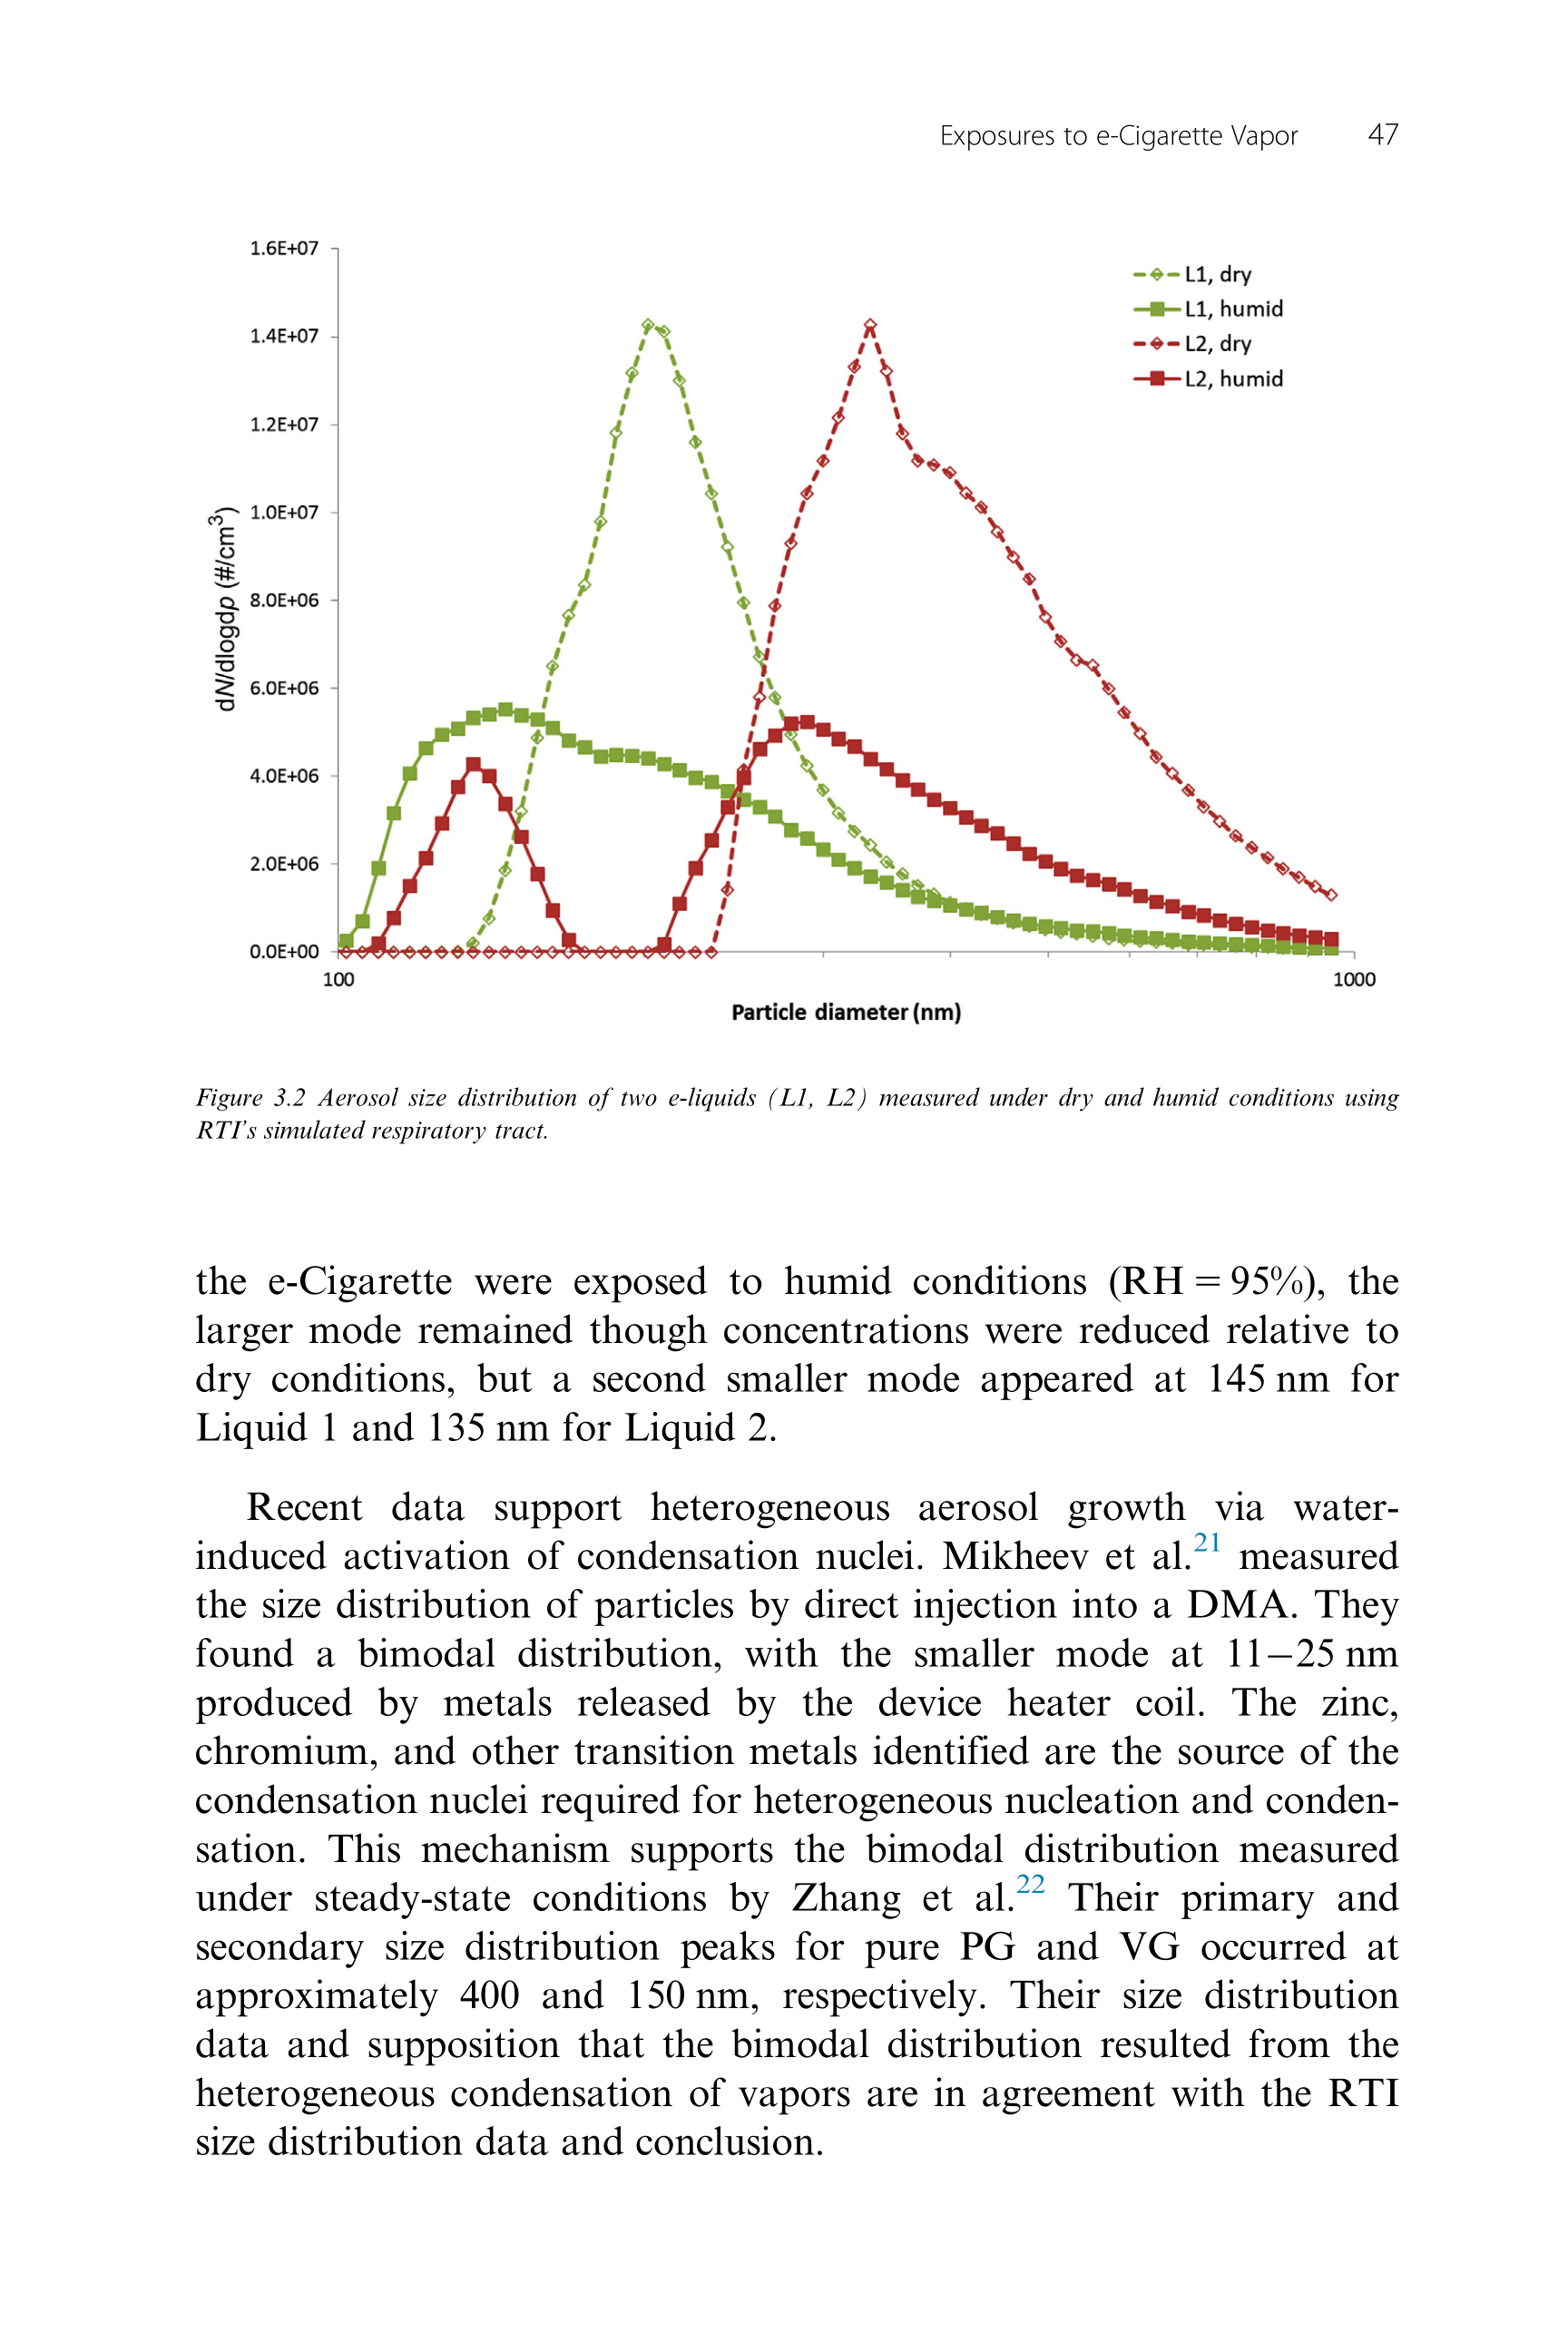 Exposures to e-Cigarette Vapor 47
1.6E+07
1.4E+07
1.2E+07
1.0E+07
8.0E+06
6.0E+06
4.0E+06
2.0E+06
0.0E+00
dN/dlogdp (#/cm³)
L1, dry
L1, humid
L2, dry
L2, humid
100
1000
Particle diameter (nm)
Figure 3.2 Aerosol size distribution of two e-liquids (L1, L2) measured under dry and humid conditions using
RTI's simulated respiratory tract.
the e-Cigarette were exposed to humid conditions (RH = 95%), the
larger mode remained though concentrations were reduced relative to
dry conditions, but a second smaller mode appeared at 145 nm for
Liquid 1 and 135 nm for Liquid 2.
Recent data support heterogeneous aerosol growth via water-
induced activation of condensation nuclei. Mikheev et al.²¹ measured
the size distribution of particles by direct injection into a DMA. They
found a bimodal distribution, with the smaller mode at 11–25 nm
produced by metals released by the device heater coil. The zinc,
chromium, and other transition metals identified are the source of the
condensation nuclei required for heterogeneous nucleation and conden-
sation. This mechanism supports the bimodal distribution measured
under steady-state conditions by Zhang et al.²² Their primary and
secondary size distribution peaks for pure PG and VG occurred at
approximately 400 and 150 nm, respectively. Their size distribution
data and supposition that the bimodal distribution resulted from the
heterogeneous condensation of vapors are in agreement with the RTI
size distribution data and conclusion.